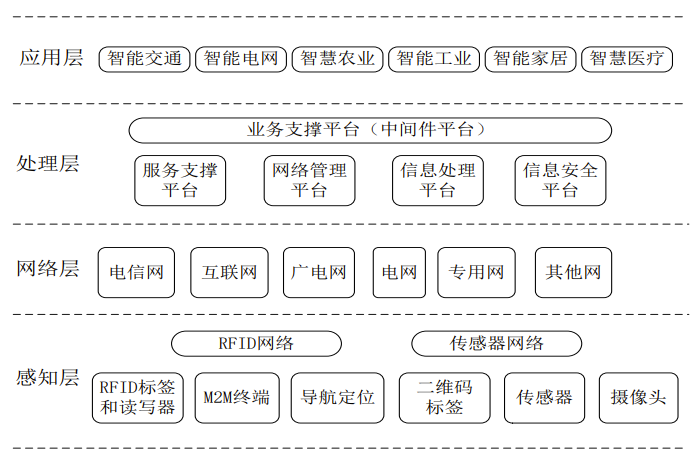 应用层
智能交通
智能电网
智慧农业
智能工业
智能家居
智慧医疗
业务支撑平台（中间件平台）
处理层
服务支撑
平台
网络管理
平台
信息处理
平台
信息安全
平台
网络层
电信网
互联网
广电网
电网
专用网
其他网
RFID网络
传感器网络
感知层
RFID标签
和读写器
M2M终端
导航定位
二维码
标签
传感器
摄像头